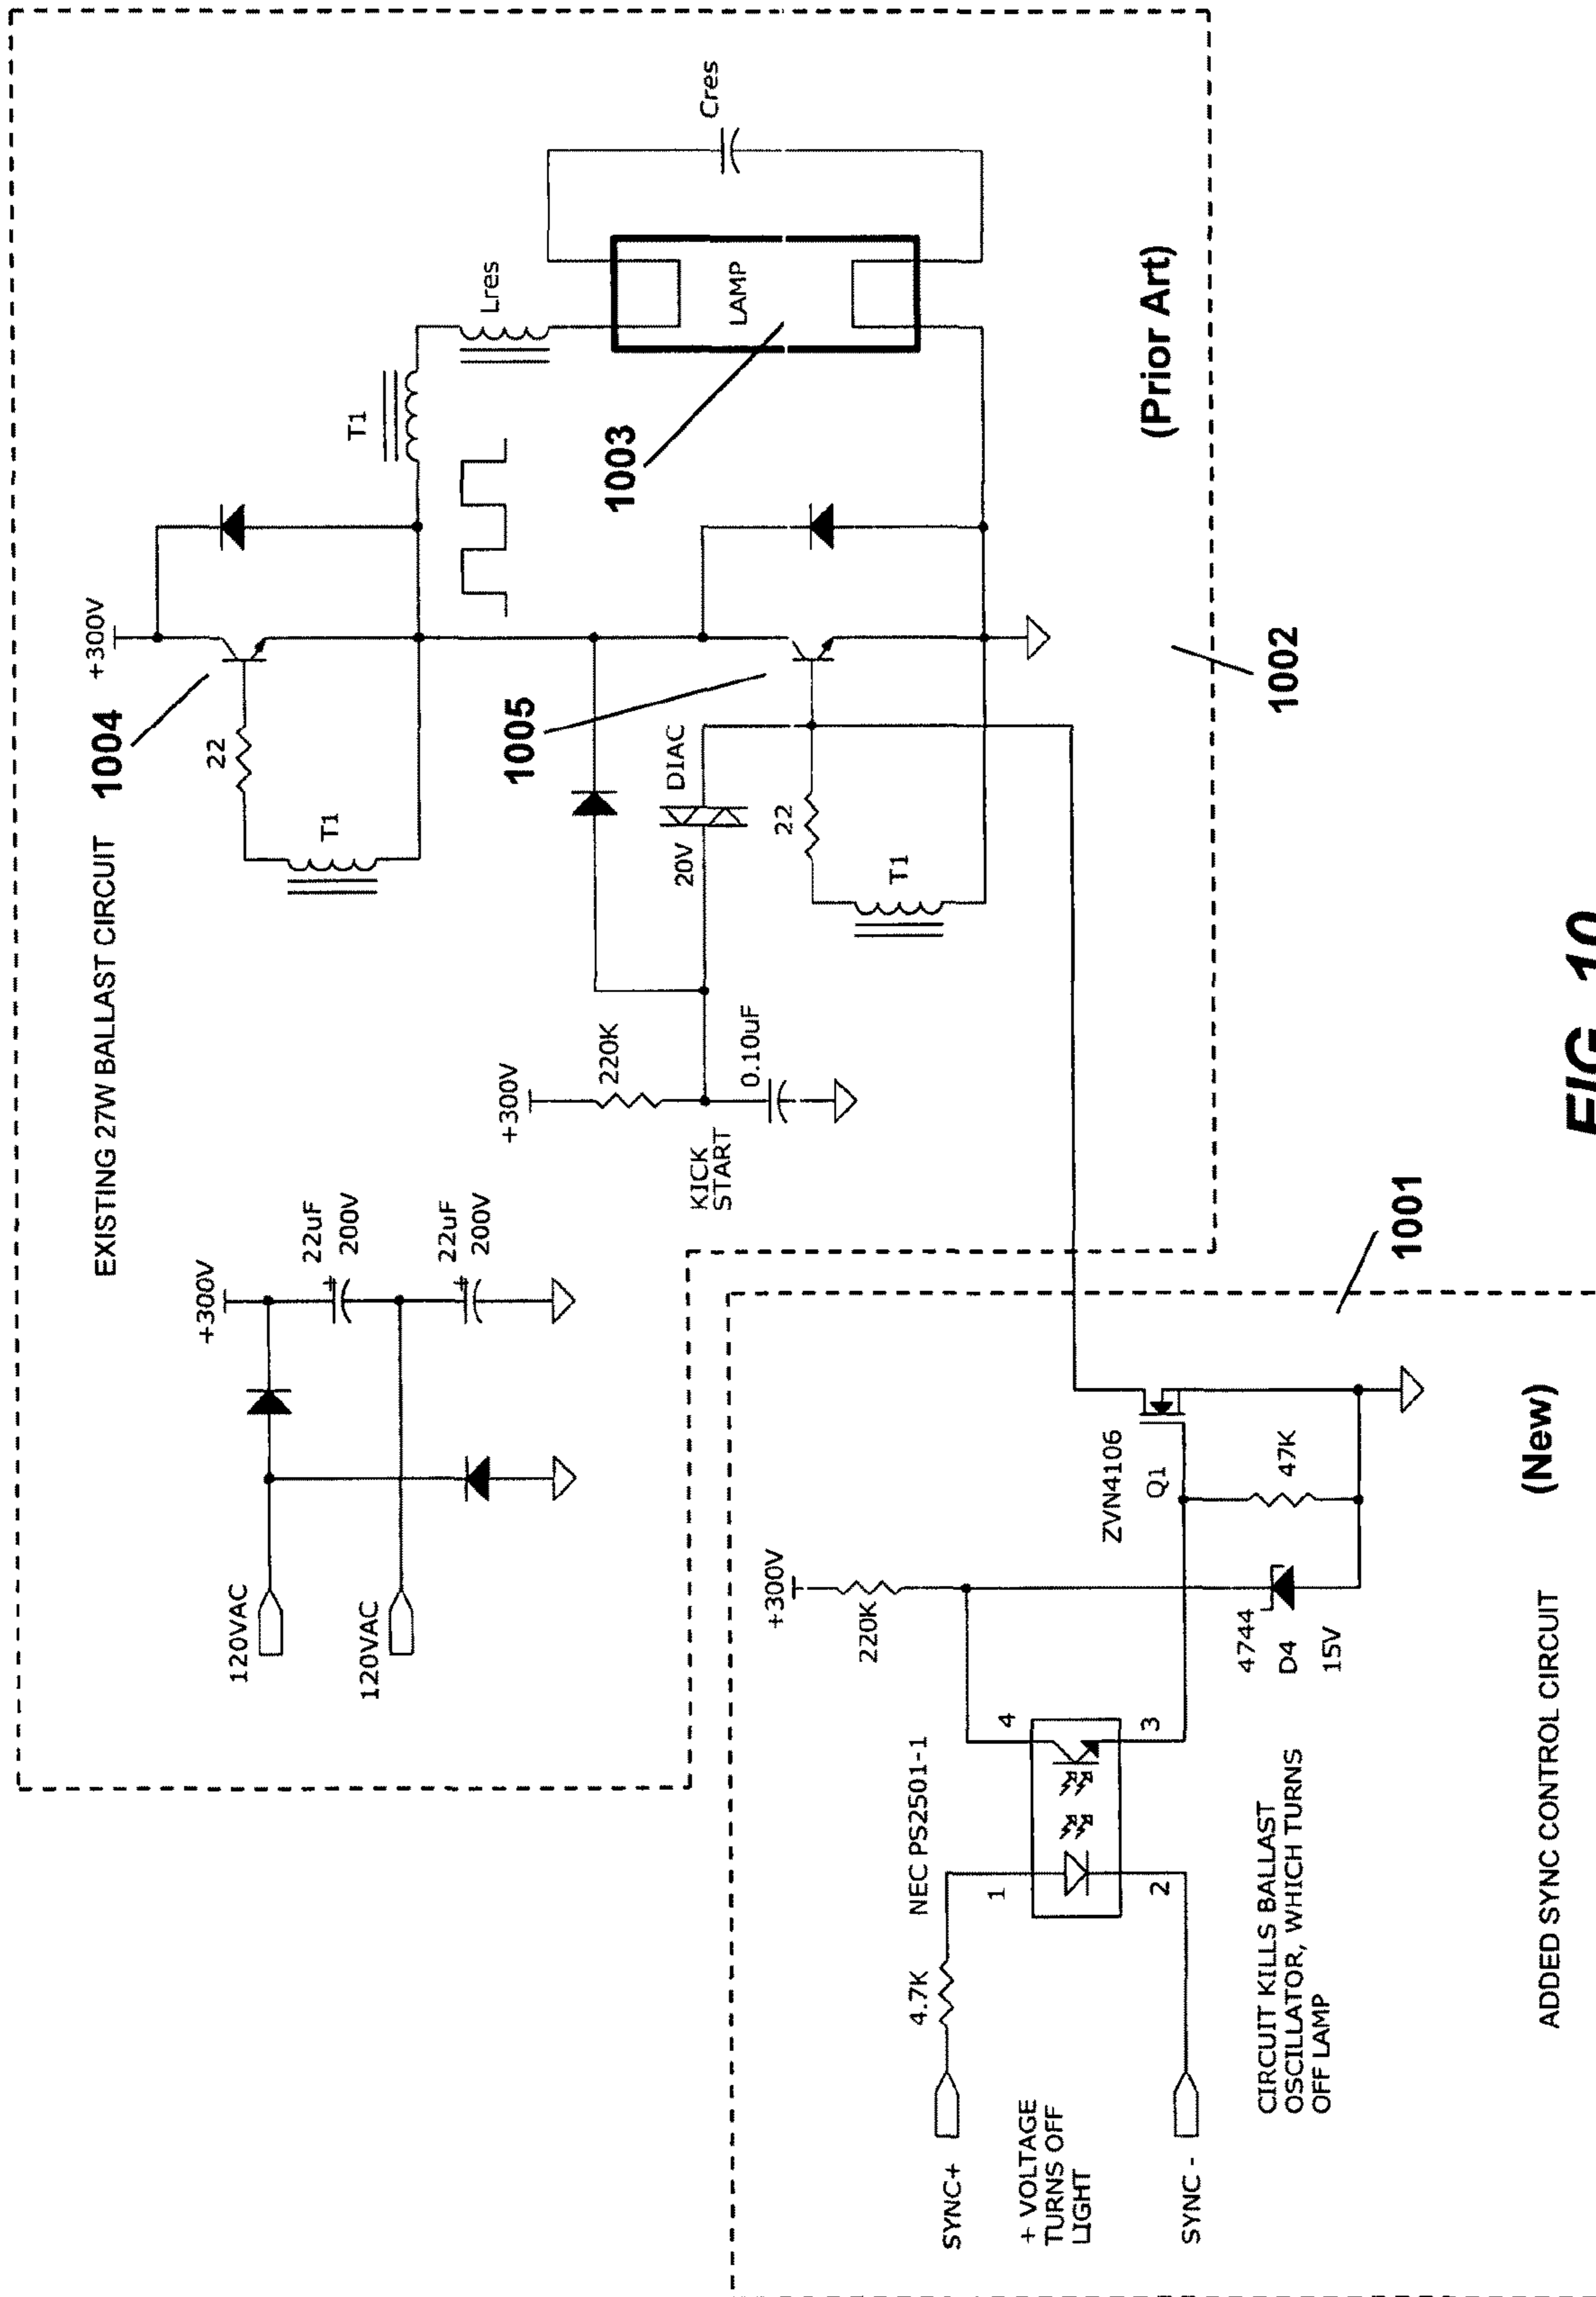 EXISTING 27W BALLAST CIRCUIT
120VAC
120VAC
+300V
22uF
200V
22uF
200V
+300V
1004
22
T1
T1
Lres
Cres
LAMP
1003
1005
DIAC
20V
22
T1
+300V
220K
KICK
START
0.10uF
(Prior Art)
1002
1001
SYNC+
4.7K
NEC PS2501-1
1
2
4
3
+ VOLTAGE
TURNS OFF
LIGHT
SYNC -
+300V
220K
ZVN4106
Q1
47K
4744
D4
15V
CIRCUIT KILLS BALLAST
OSCILLATOR, WHICH TURNS
OFF LAMP
ADDED SYNC CONTROL CIRCUIT
(New)
FIG. 10